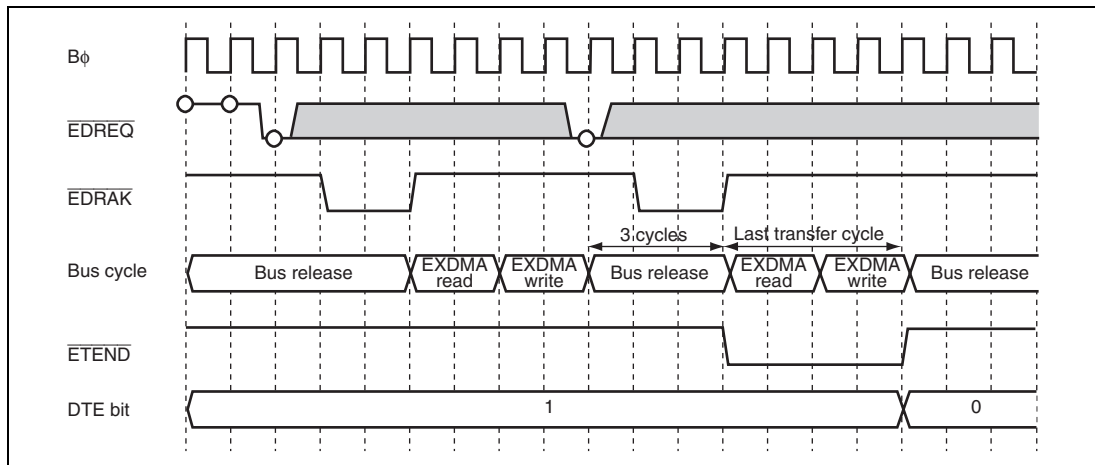 Bφ
EDREQ
EDRAK
3 cycles Last transfer cycle
Bus cycle Bus release EXDMA read EXDMA write Bus release EXDMA read EXDMA write Bus release
ETEND
DTE bit 1 0